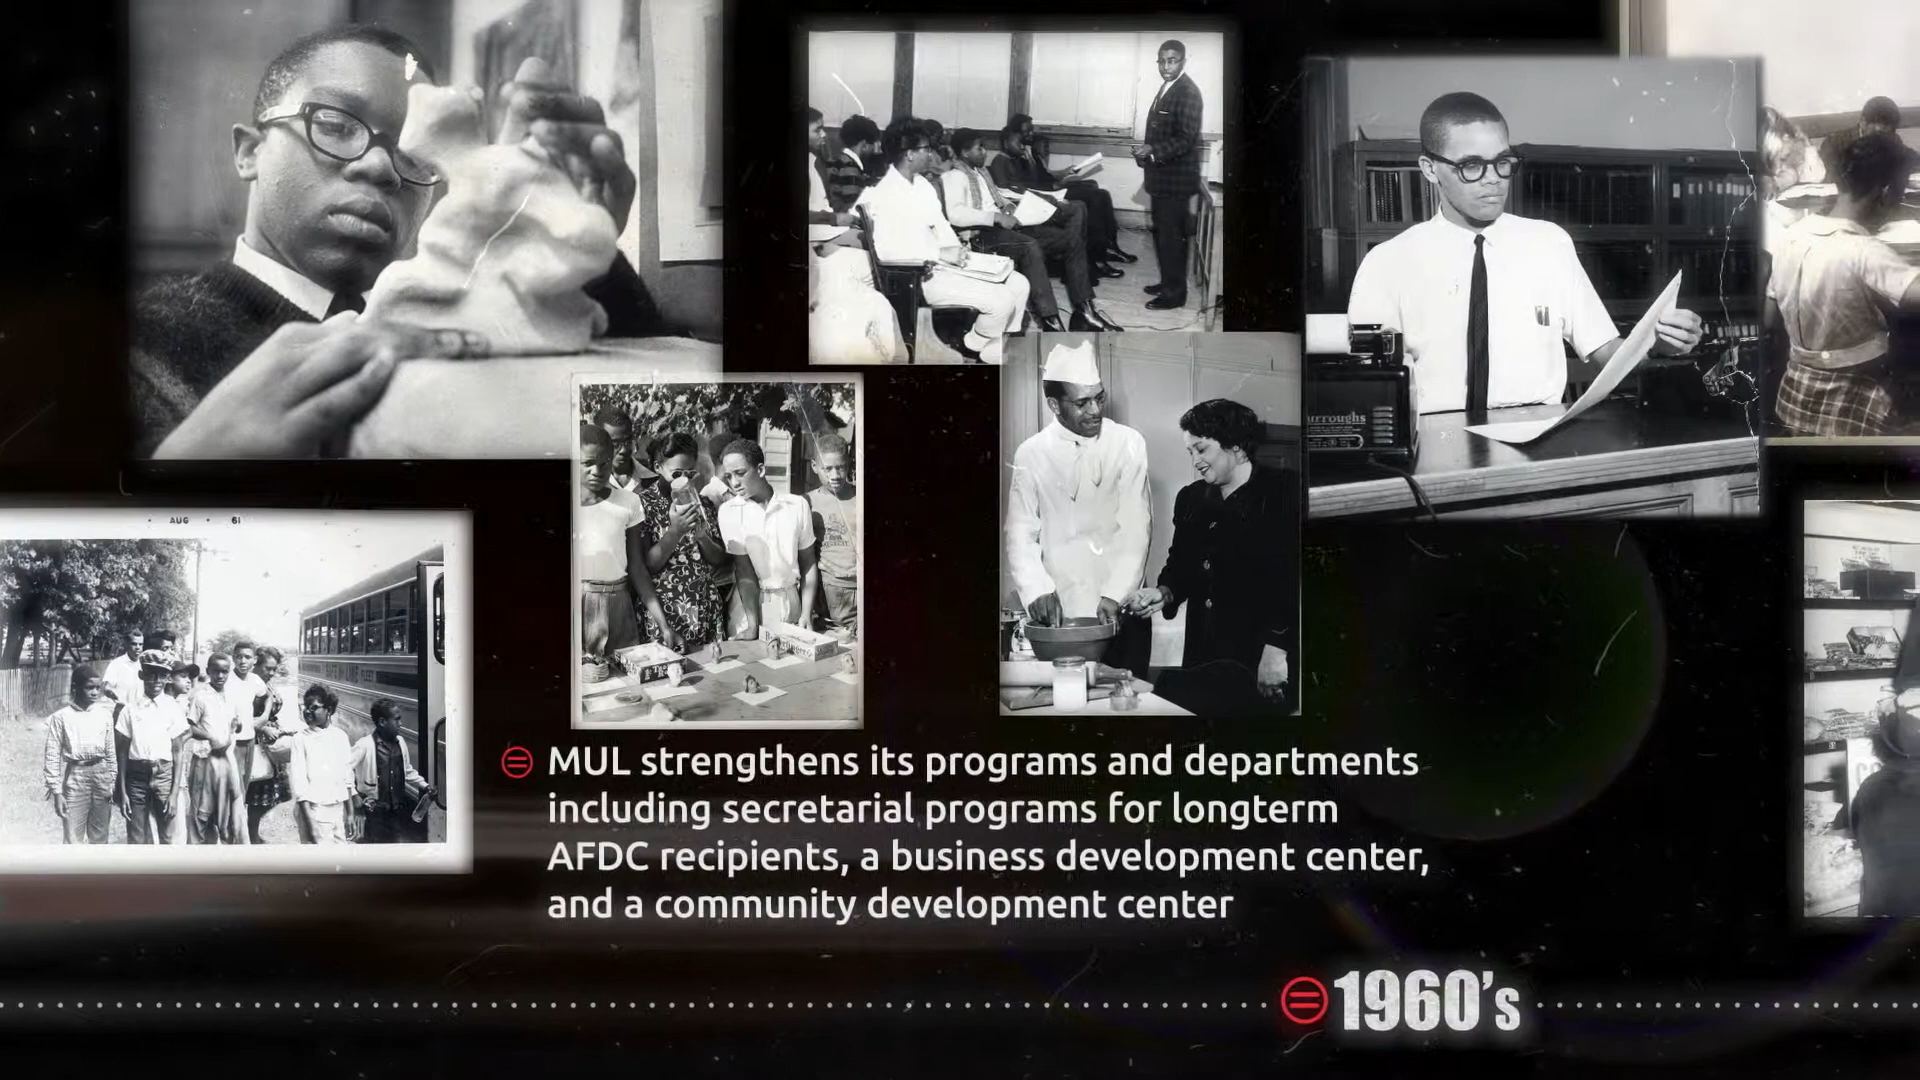 AUG • 61
urroughs
MUL strengthens its programs and departments
including secretarial programs for longterm
AFDC recipients, a business development center,
and a community development center
1960's